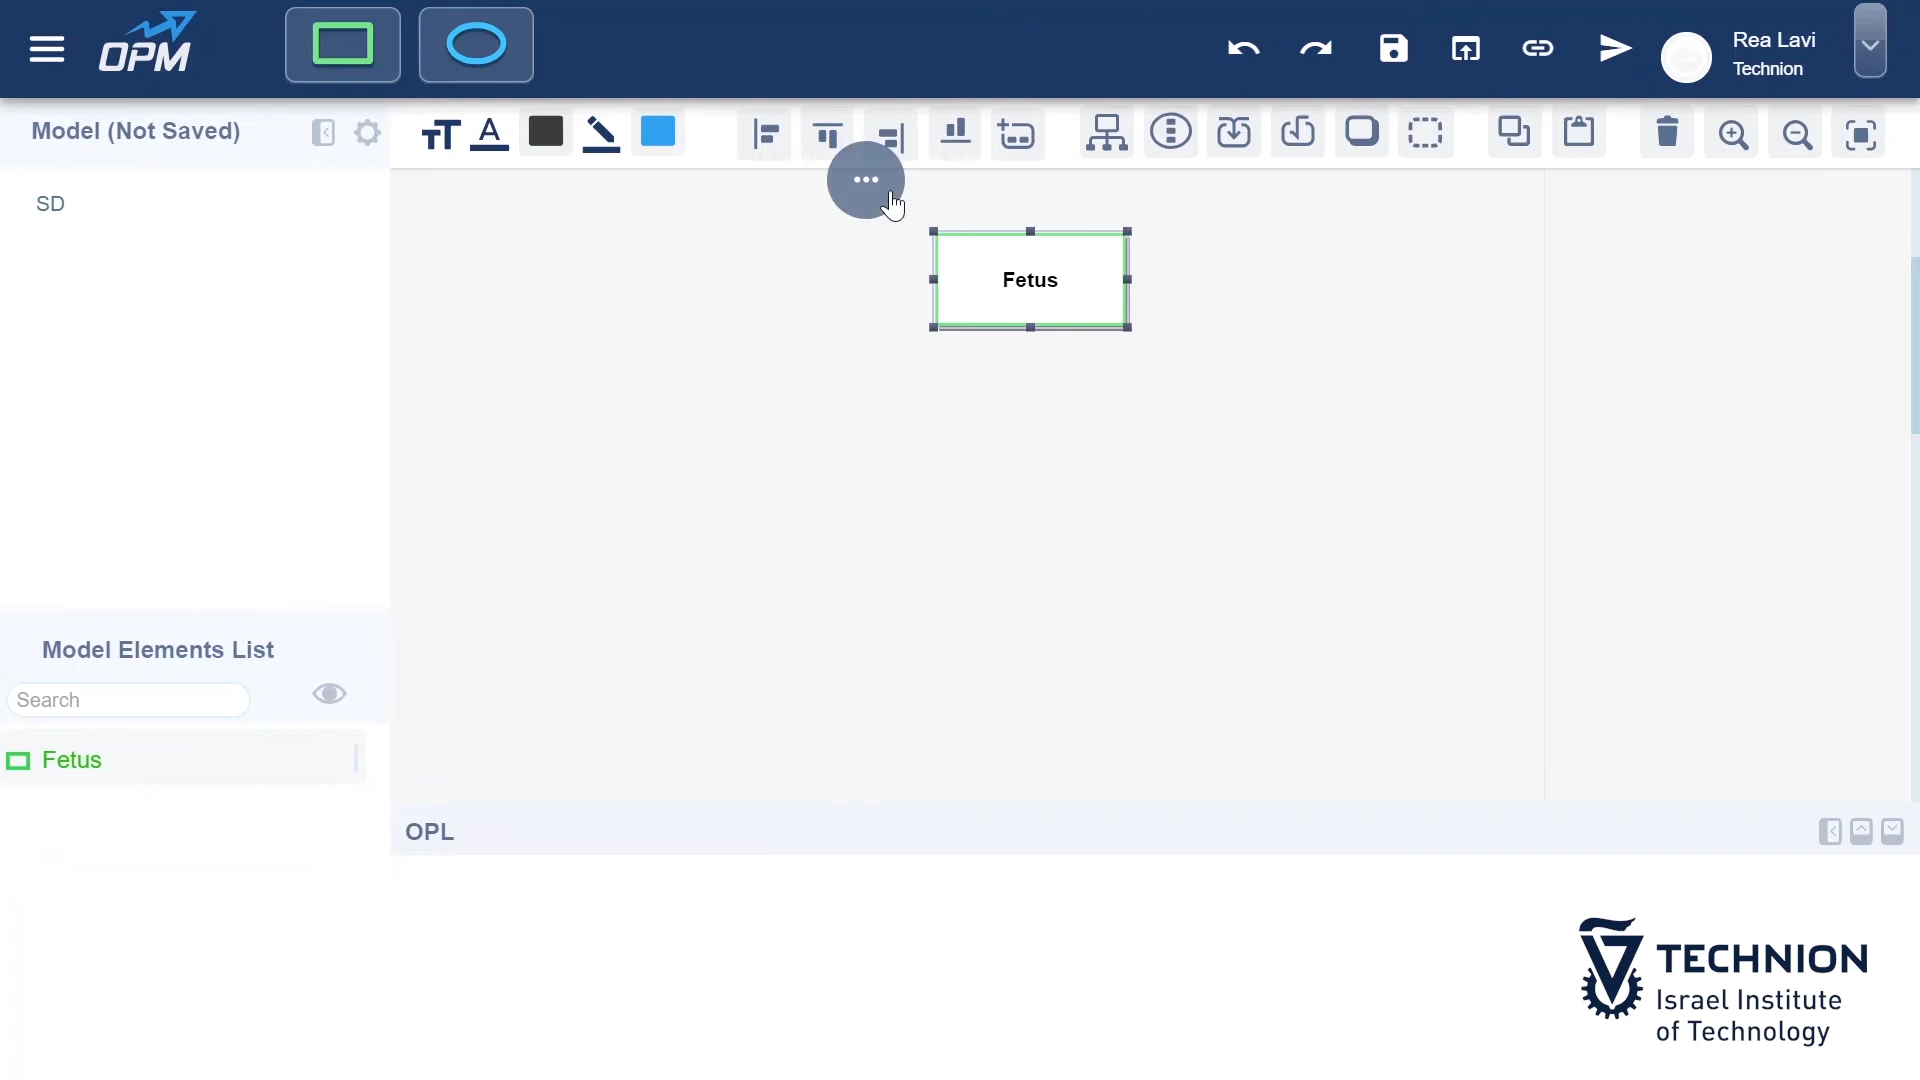 OPM
Rea Lavi
Technion
Model (Not Saved)
TT A
SD
Fetus
Model Elements List
Search
Fetus
OPL
TECHNION
Israel Institute
of Technology